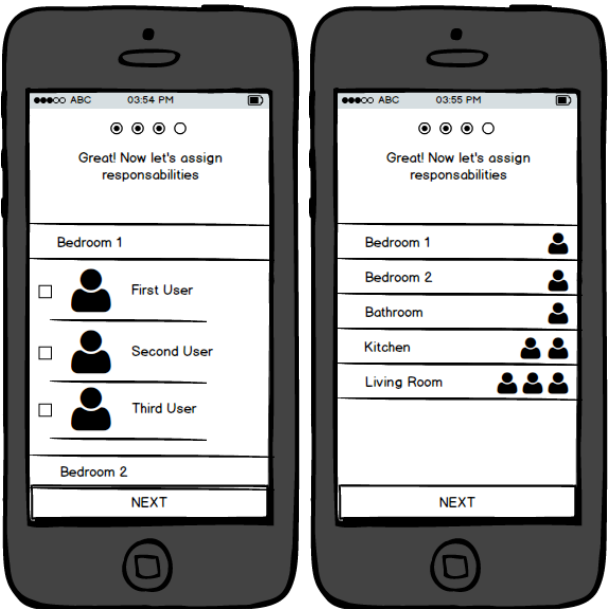 ABC 03:54 PM
Great! Now let's assign
responsabilities
Bedroom 1
First User
Second User
Third User
Bedroom 2
NEXT
ABC 03:55 PM
Great! Now let's assign
responsabilities
Bedroom 1
Bedroom 2
Bathroom
Kitchen
Living Room
NEXT